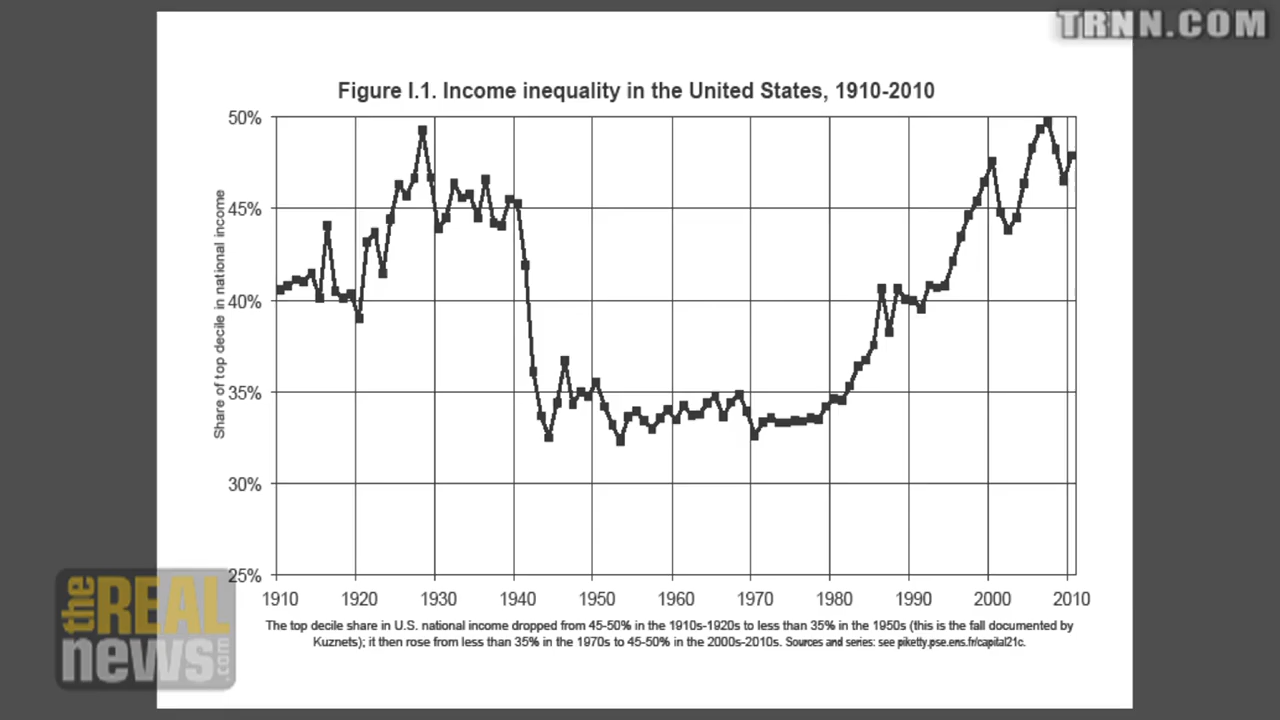 TRNN.COM
Figure I.1. Income inequality in the United States, 1910-2010
50%
45%
40%
35%
30%
25%
Share of top decile in national income
1910 1920 1930 1940 1950 1960 1970 1980 1990 2000 2010
The top decile share in U.S. national income dropped from 45-50% in the 1910s-1920s to less than 35% in the 1950s (this is the fall documented by
Kuznets); it then rose from less than 35% in the 1970s to 45-50% in the 2000s-2010s. Sources and series: see piketty.pse.ens.fr/capital21c.
the REAL
news.com